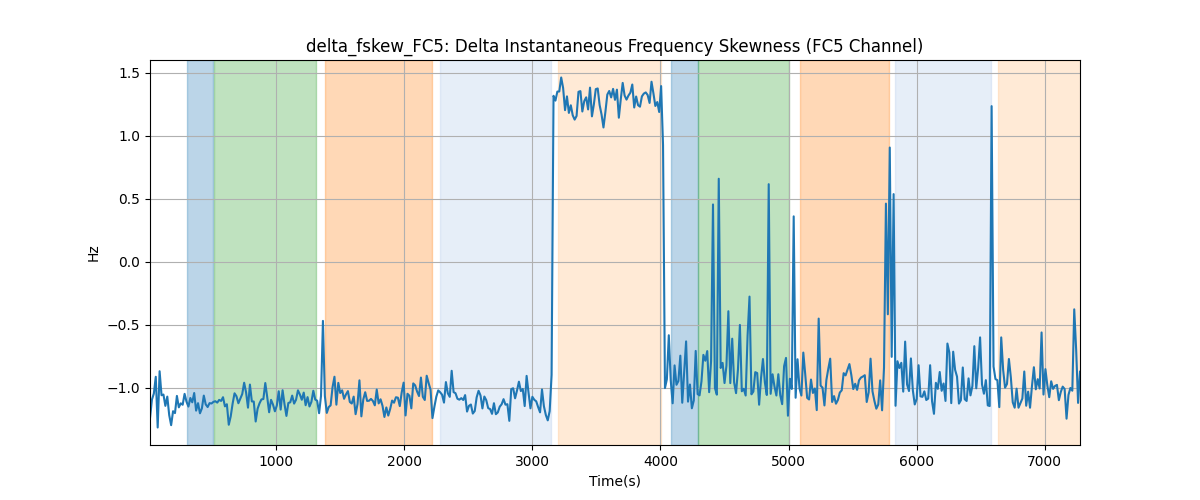 delta_fskew_FC5: Delta Instantaneous Frequency Skewness (FC5 Channel)
1.5
1.0
0.5
0.0
−0.5
−1.0
Hz
1000 2000 3000 4000 5000 6000 7000
Time(s)